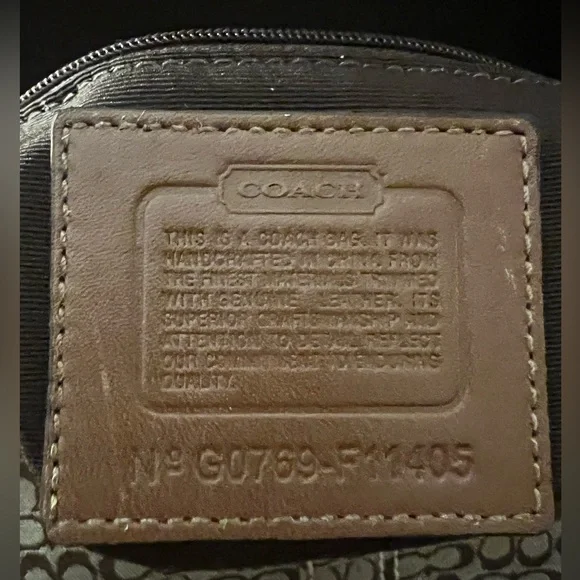 COACH
THIS IS A COACH BAG. IT WAS
HANDCRAFTED IN CHINA FROM
THE FINEST MATERIALS TRIMMED
WITH GENUINE LEATHER. ITS
SUPERIOR CRAFTSMANSHIP AND
ATTENTION TO DETAIL REFLECT
OUR COMMITMENT TO ENDURING
QUALITY.
Nº G0769-F11405